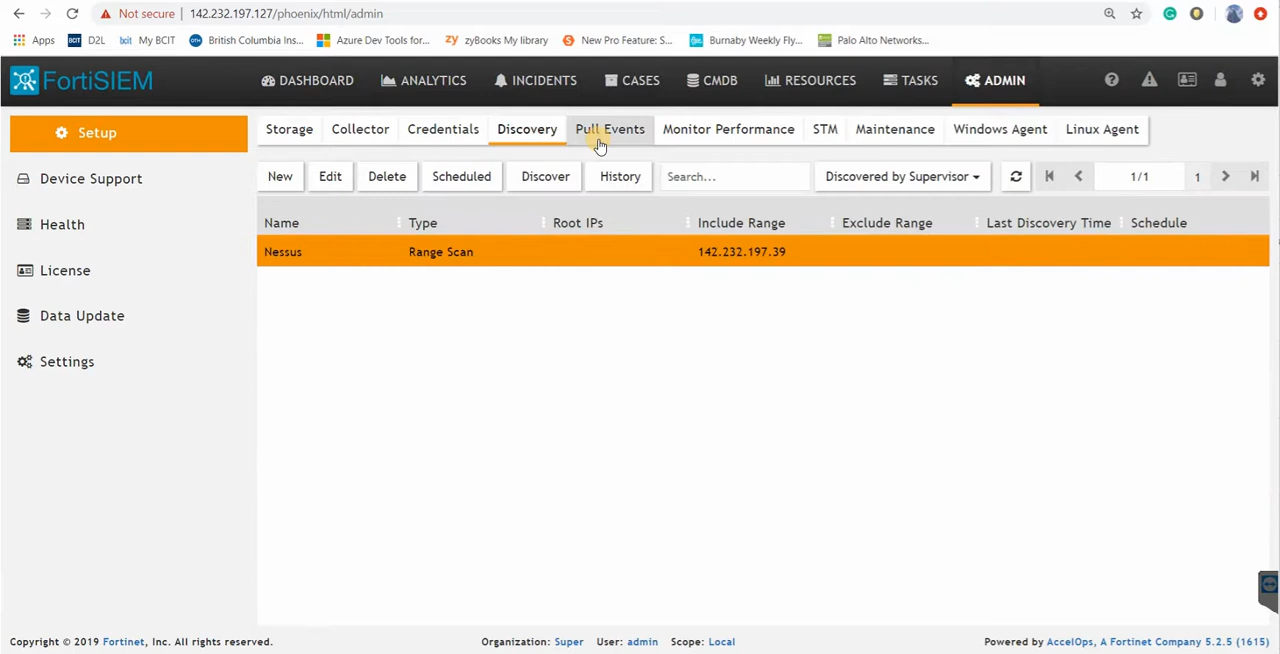 Not secure 142.232.197.127/phoenix/html/admin
Apps BDT D2L bcit My BCIT OTH British Columbia Ins... Azure Dev Tools for... zy zyBooks My library S New Pro Feature: S... Burnaby Weekly Fly... Palo Alto Networks...
FortiSIEM DASHBOARD ANALYTICS INCIDENTS CASES CMDB RESOURCES TASKS ADMIN
Setup Storage Collector Credentials Discovery Pull Events Monitor Performance STM Maintenance Windows Agent Linux Agent
Device Support New Edit Delete Scheduled Discover History Search... Discovered by Supervisor 1/1 1
Health Name Type Root IPs Include Range Exclude Range Last Discovery Time Schedule
Nessus Range Scan 142.232.197.39
License
Data Update
Settings
Copyright © 2019 Fortinet, Inc. All rights reserved. Organization: Super User: admin Scope: Local Powered by AccelOps, A Fortinet Company 5.2.5 (1615)